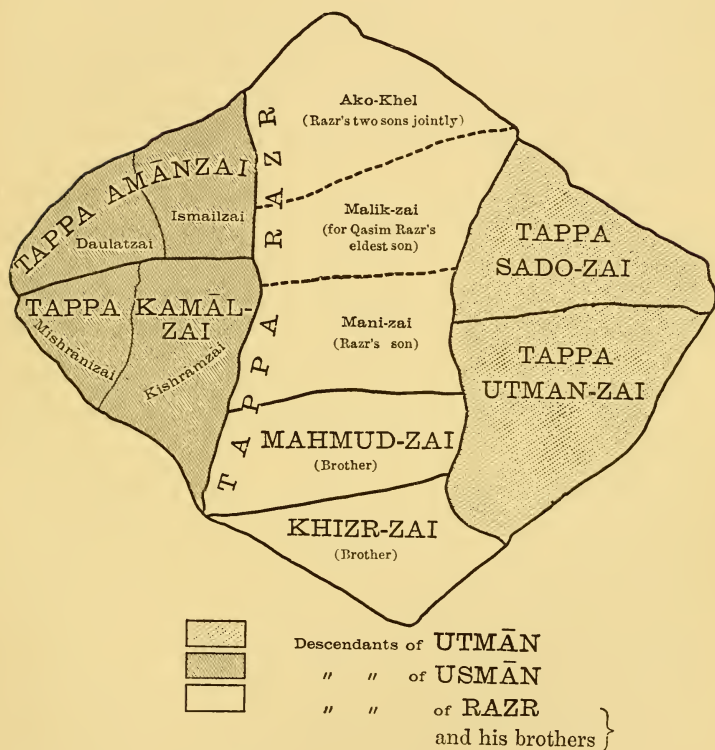 Ako-Khel
(Razr's two sons jointly)
TAPPA RAZR
TAPPA AMĀNZAI
Ismailzai
Daulatzai
Malik-zai
(for Qasim Razr's
eldest son)
TAPPA
SADO-ZAI
TAPPA KAMĀL-
ZAI
Mishrānizai
Kishranizai
Mani-zai
(Razr's son)
TAPPA
UTMAN-ZAI
MAHMUD-ZAI
(Brother)
KHIZR-ZAI
(Brother)
Descendants of UTMĀN
" " of USMĀN
" " of RAZR
and his brothers }